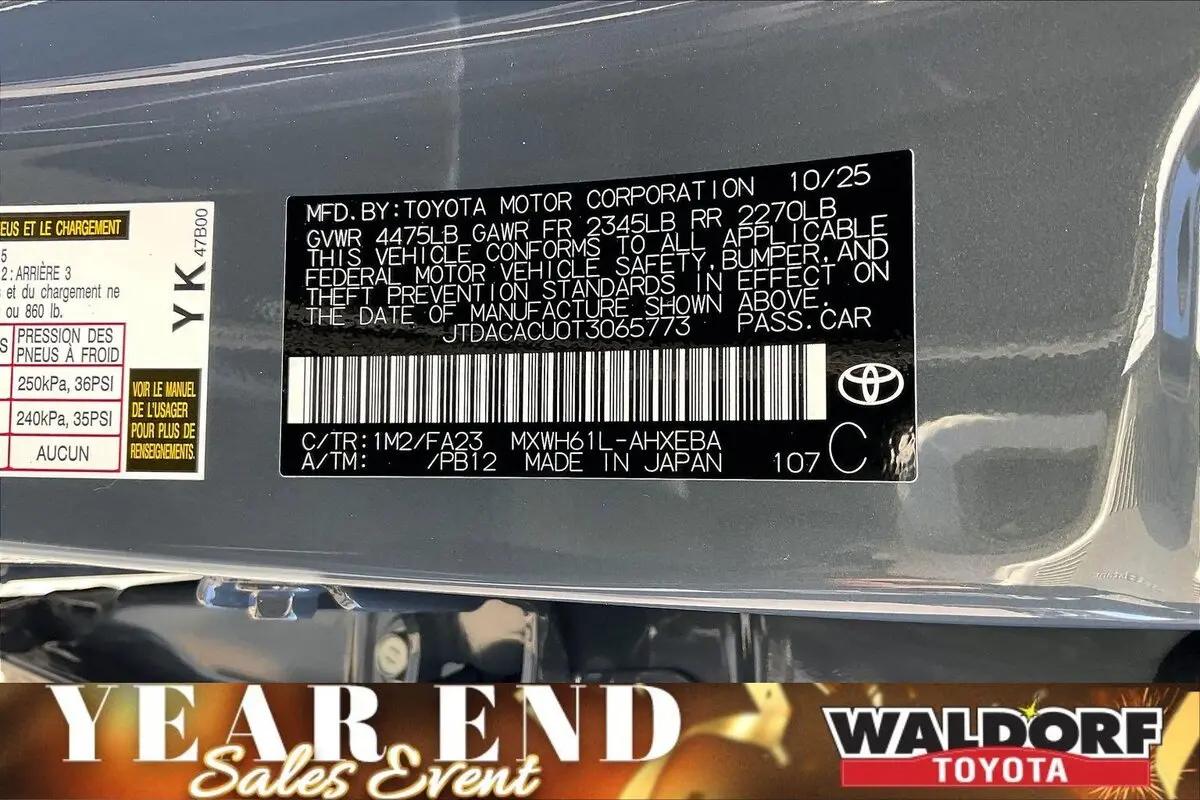 EUS ET LE CHARGEMENT
5
2: ARRIÈRE 3
s et du chargement ne
ou 860 lb.
S PRESSION DES
PNEUS À FROID
250kPa, 36PSI
240kPa, 35PSI
AUCUN
VOIR LE MANUEL
DE L'USAGER
POUR PLUS DE
RENSEIGNEMENTS.
YK 47B00
MFD. BY: TOYOTA MOTOR CORPORATION 10/25
GVWR 4475LB GAWR FR 2345LB RR 2270LB
THIS VEHICLE CONFORMS TO ALL APPLICABLE
FEDERAL MOTOR VEHICLE SAFETY, BUMPER, AND
THEFT PREVENTION STANDARDS IN EFFECT ON
THE DATE OF MANUFACTURE SHOWN ABOVE.
JTDACACU0T3065773 PASS.CAR
C/TR: 1M2/FA23 MXWH61L-AHXEBA
A/TM: /PB12 MADE IN JAPAN 107 C
YEAR END
Sales Event
WALDORF
TOYOTA